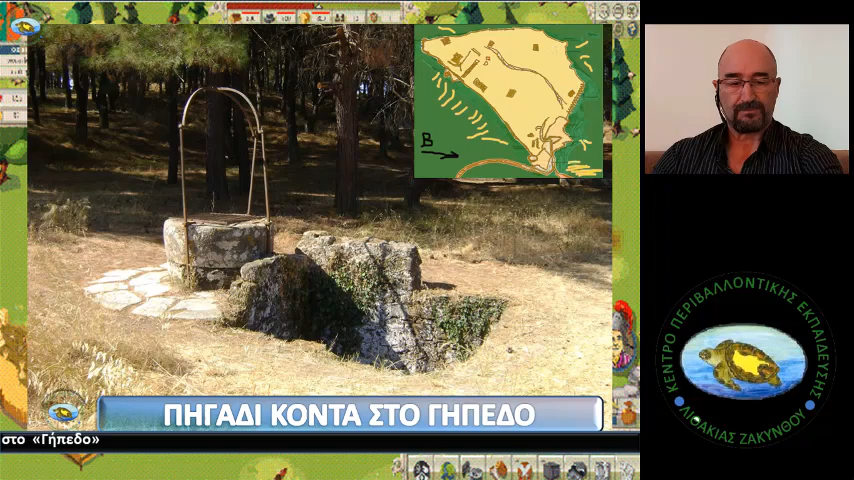 Β
ΠΗΓΑΔΙ ΚΟΝΤΑ ΣΤΟ ΓΗΠΕΔΟ
στο «Γήπεδο»
ΚΕΝΤΡΟ ΠΕΡΙΒΑΛΛΟΝΤΙΚΗΣ ΕΚΠΑΙΔΕΥΣΗΣ
ΛΙΘΑΚΙΑΣ ΖΑΚΥΝΘΟΥ